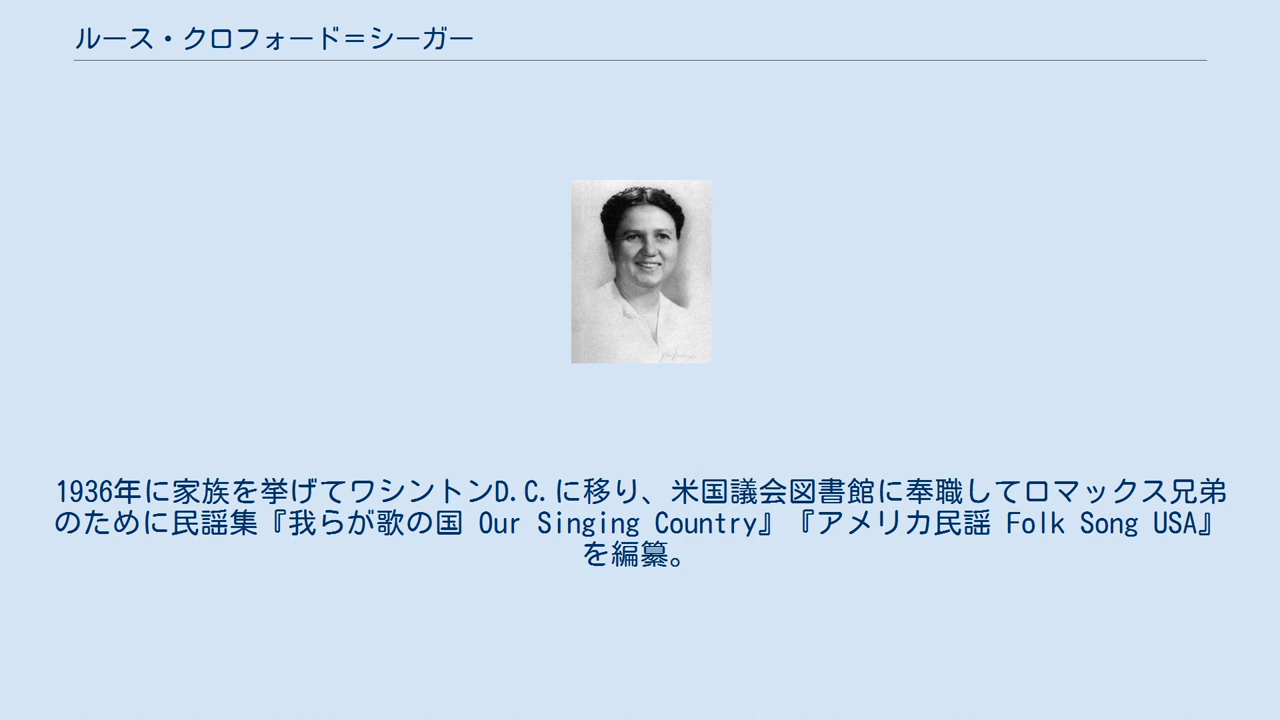 ルース・クロフォード＝シーガー
1936年に家族を挙げてワシントンD.C.に移り、米国議会図書館に奉職してロマックス兄弟
のために民謡集『我らが歌の国 Our Singing Country』『アメリカ民謡 Folk Song USA』
を編纂。